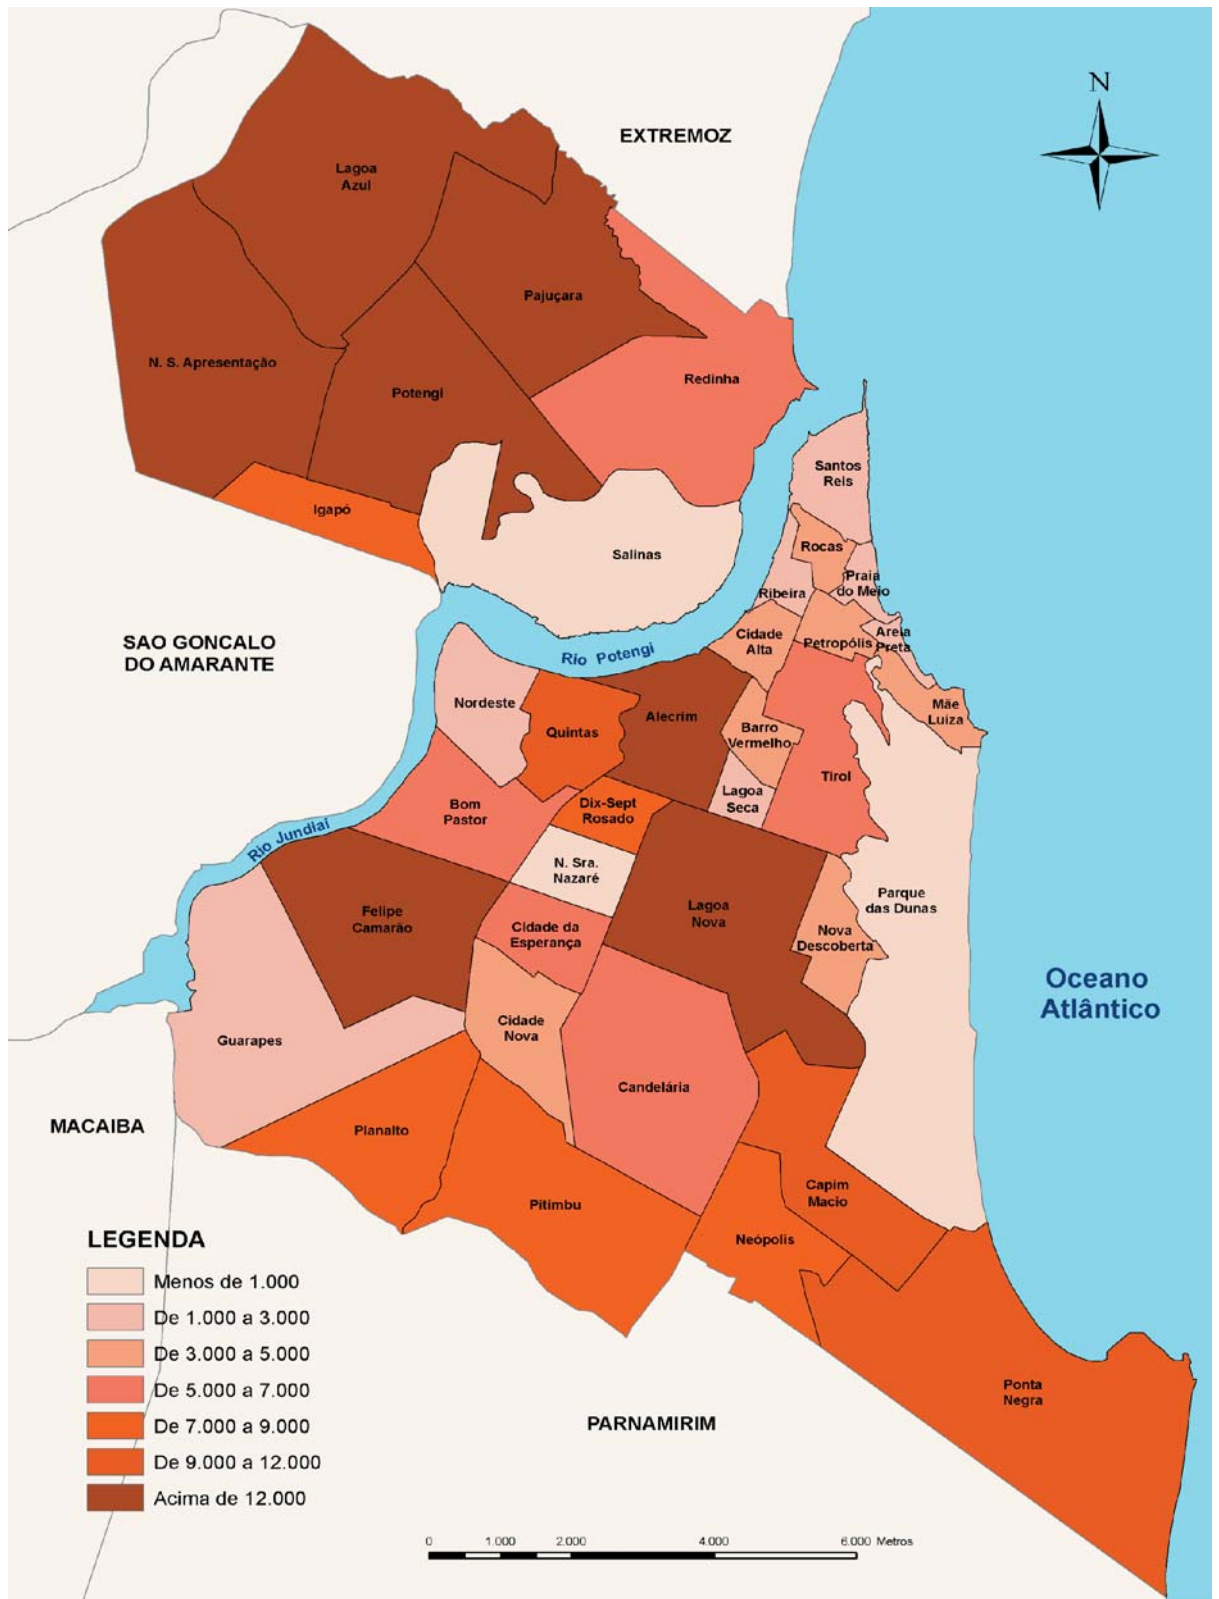 N
EXTREMOZ
Lagoa
Azul
Pajuçara
N. S. Apresentação
Redinha
Potengi
Santos
Reis
Igapó
Rocas
Salinas
Praia
do Meio
Ribeira
SAO GONCALO
DO AMARANTE
Cidade
Alta
Petropólis
Areia
Preta
Rio Potengi
Nordeste
Alecrim
Mãe
Luiza
Quintas
Barro
Vermelho
Tirol
Lagoa
Seca
Bom
Pastor
Dix-Sept
Rosado
Rio Jundiaí
N. Sra.
Nazaré
Parque
das Dunas
Felipe
Camarão
Lagoa
Nova
Cidade da
Esperança
Nova
Descoberta
Oceano
Atlântico
Cidade
Nova
Guarapes
Candelária
MACAIBA
Planalto
Capim
Macio
Pitimbu
Neópolis
LEGENDA
Menos de 1.000
De 1.000 a 3.000
De 3.000 a 5.000
De 5.000 a 7.000
De 7.000 a 9.000
De 9.000 a 12.000
Acima de 12.000
Ponta
Negra
PARNAMIRIM
0 1.000 2.000 4.000 6.000 Metros